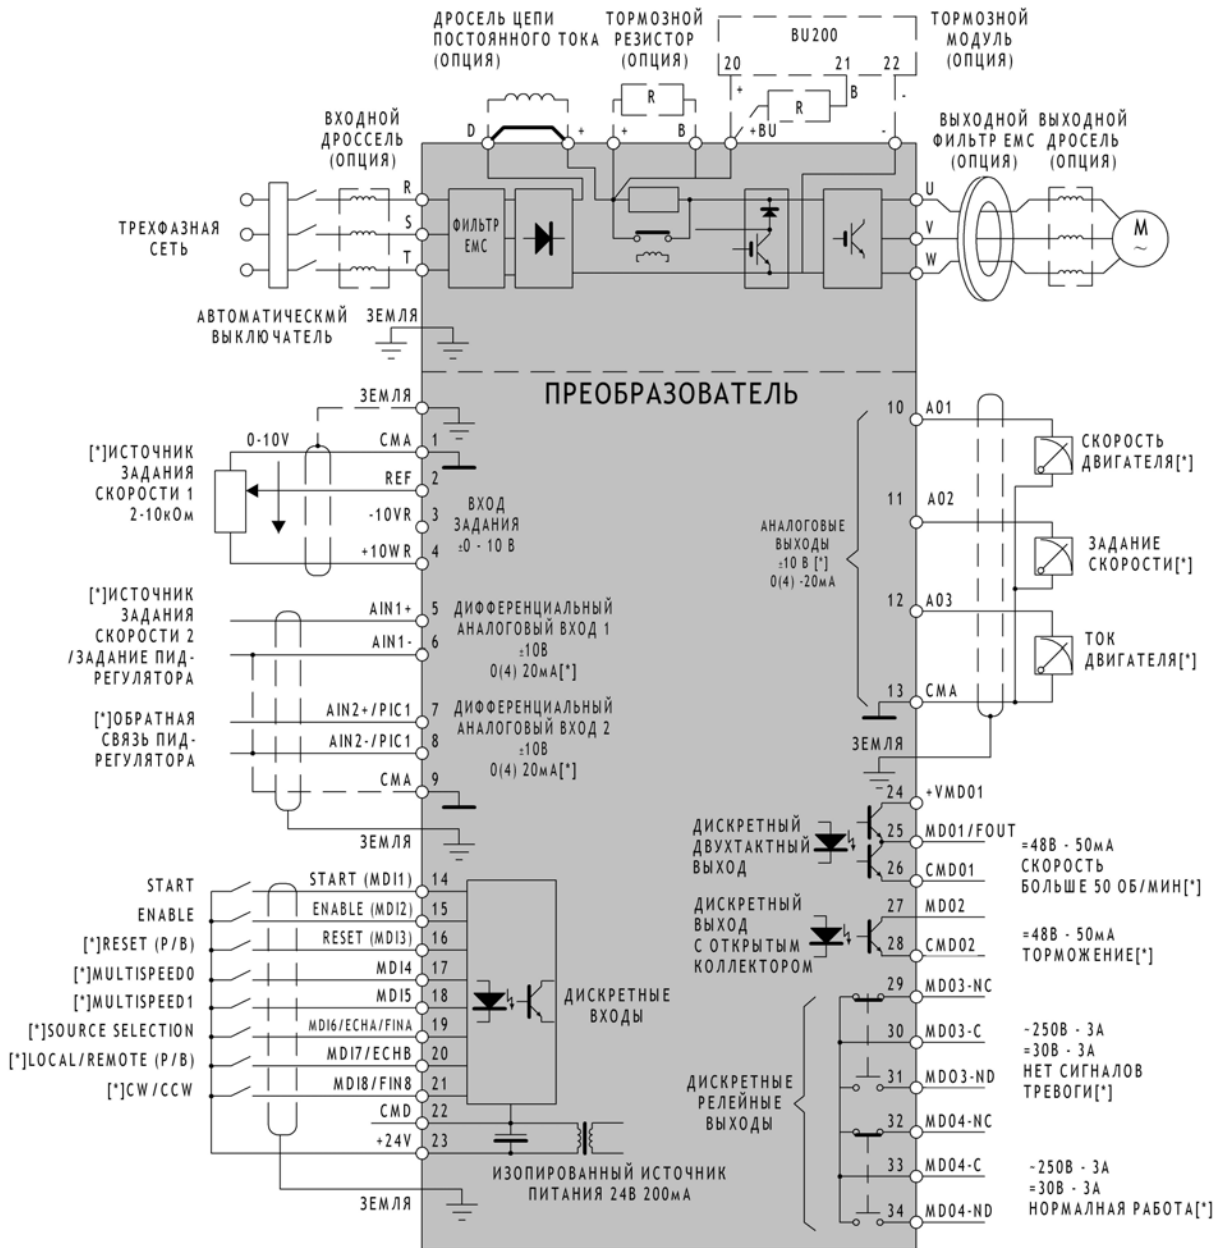 ДРОСЕЛЬ ЦЕПИ
ПОСТОЯННОГО ТОКА
(ОПЦИЯ)
ТОРМОЗНОЙ
РЕЗИСТОР
(ОПЦИЯ)
BU200
20
21
22
ТОРМОЗНОЙ
МОДУЛЬ
(ОПЦИЯ)
+
B
-
R
R
D
+
+
B
+BU
-
ВХОДНОЙ
ДРОССЕЛЬ
(ОПЦИЯ)
ВЫХОДНОЙ
ФИЛЬТР ЕМС
(ОПЦИЯ)
ВЫХОДНОЙ
ДРОСЕЛЬ
(ОПЦИЯ)
ТРЕХФАЗНАЯ
СЕТЬ
R
S
T
ФИЛЬТР
ЕМС
U
V
W
M
~
АВТОМАТИЧЕСКМЙ
ВЫКЛЮЧАТЕЛЬ
ЗЕМЛЯ
ПРЕОБРАЗОВАТЕЛЬ
ЗЕМЛЯ
[*]ИСТОЧНИК
ЗАДАНИЯ
СКОРОСТИ 1
2-10кОм
0-10V
CMA 1
REF 2
-10VR 3
+10WR 4
ВХОД
ЗАДАНИЯ
±0 - 10 В
[*]ИСТОЧНИК
ЗАДАНИЯ
СКОРОСТИ 2
/ЗАДАНИЕ ПИД-
РЕГУЛЯТОРА
AIN1+ 5
AIN1- 6
ДИФФЕРЕНЦИАЛЬНЫЙ
АНАЛОГОВЫЙ ВХОД 1
±10В
0(4) 20мА[*]
[*]ОБРАТНАЯ
СВЯЗЬ ПИД-
РЕГУЛЯТОРА
AIN2+/PIC1 7
AIN2-/PIC1 8
CMA 9
ДИФФЕРЕНЦИАЛЬНЫЙ
АНАЛОГОВЫЙ ВХОД 2
±10В
0(4) 20мА[*]
ЗЕМЛЯ
АНАЛОГОВЫЕ
ВЫХОДЫ
±10 В [*]
0(4) -20мА
10 A01
11 A02
12 A03
13 CMA
СКОРОСТЬ
ДВИГАТЕЛЯ[*]
ЗАДАНИЕ
СКОРОСТИ[*]
ТОК
ДВИГАТЕЛЯ[*]
ЗЕМЛЯ
START
ENABLE
[*]RESET (P/B)
[*]MULTISPEED0
[*]MULTISPEED1
[*]SOURCE SELECTION
[*]LOCAL/REMOTE (P/B)
[*]CW/CCW
START (MDI1) 14
ENABLE (MDI2) 15
RESET (MDI3) 16
MDI4 17
MDI5 18
MDI6/ECHA/FINA 19
MDI7/ECHB 20
MDI8/FIN8 21
CMD 22
+24V 23
ДИСКРЕТНЫЕ
ВХОДЫ
ИЗОПИРОВАННЫЙ ИСТОЧНИК
ПИТАНИЯ 24В 200мА
ЗЕМЛЯ
ДИСКРЕТНЫЙ
ДВУХТАКТНЫЙ
ВЫХОД
24 +VMD01
25 MD01/FOUT
26 CMD01
=48В - 50мА
СКОРОСТЬ
БОЛЬШЕ 50 ОБ/МИН[*]
ДИСКРЕТНЫЙ
ВЫХОД
С ОТКРЫТЫМ
КОЛЛЕКТОРОМ
27 MD02
28 CMD02
=48В - 50мА
ТОРМОЖЕНИЕ[*]
ДИСКРЕТНЫЕ
РЕЛЕЙНЫЕ
ВЫХОДЫ
29 MD03-NC
30 MD03-C
31 MDO3-ND
~250В - 3А
=30В - 3А
НЕТ СИГНАЛОВ
ТРЕВОГИ[*]
32 MD04-NC
33 MD04-C
34 MD04-ND
~250В - 3А
=30В - 3А
НОРМАЛНАЯ РАБОТА[*]